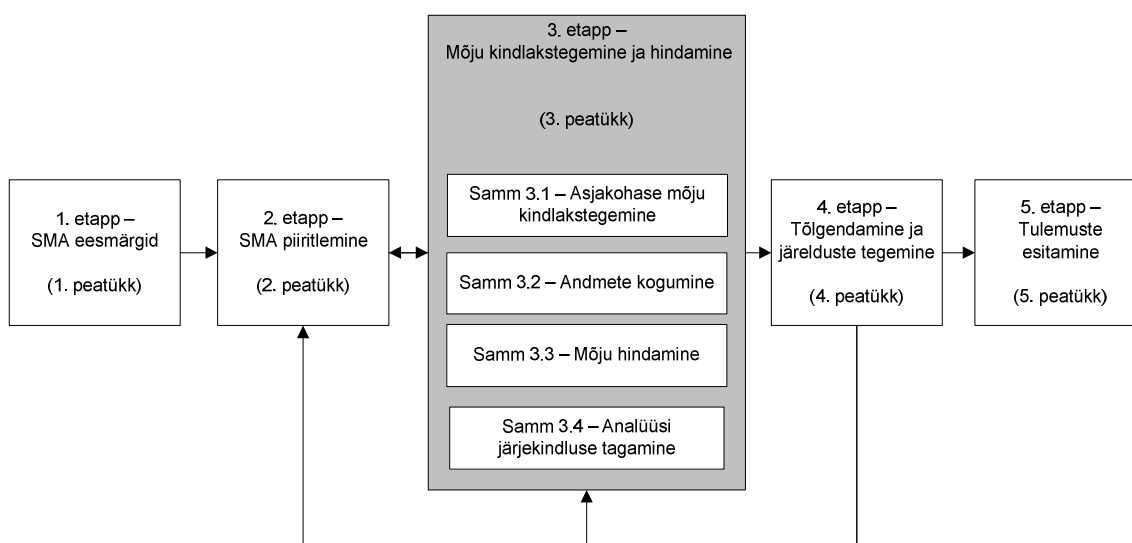 1. etapp –
SMA eesmärgid
(1. peatükk)
2. etapp –
SMA piiritlemine
(2. peatükk)
3. etapp –
Mõju kindlakstegemine ja hindamine
(3. peatükk)
Samm 3.1 – Asjakohase mõju
kindlakstegemine
Samm 3.2 – Andmete kogumine
Samm 3.3 – Mõju hindamine
Samm 3.4 – Analüüsi
järjekindluse tagamine
4. etapp –
Tõlgendamine ja
järelduste tegemine
(4. peatükk)
5. etapp –
Tulemuste
esitamine
(5. peatükk)